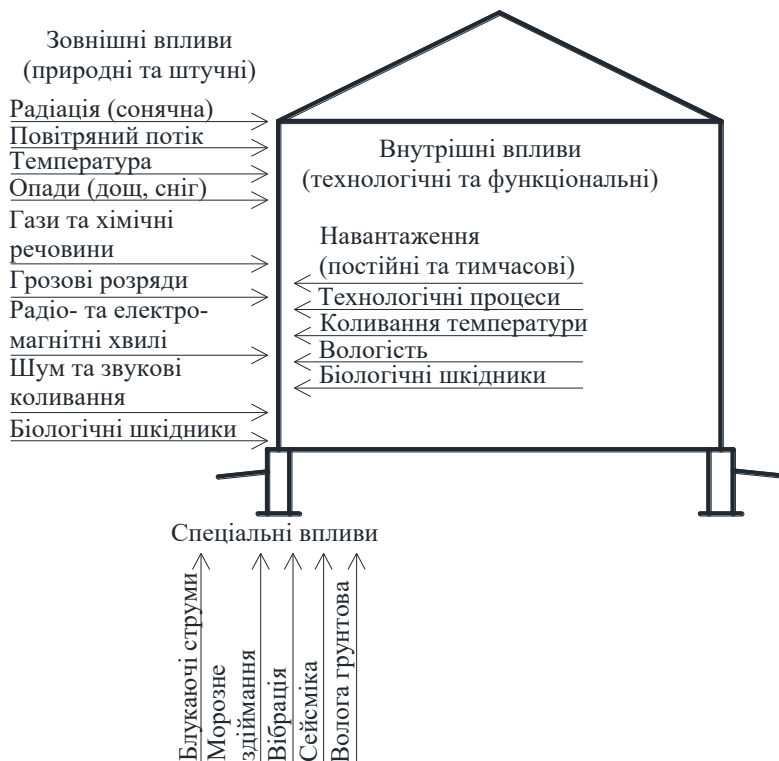 Зовнішні впливи
(природні та штучні)
Радіація (сонячна)
Повітряний потік
Температура
Опади (дощ, сніг)
Гази та хімічні
речовини
Грозові розряди
Радіо- та електро-
магнітні хвилі
Шум та звукові
коливання
Біологічні шкідники
Внутрішні впливи
(технологічні та функціональні)
Навантаження
(постійні та тимчасові)
Технологічні процеси
Коливання температури
Вологість
Біологічні шкідники
Спеціальні впливи
Блукаючі струми
Морозне
здіймання
Вібрація
Сейсміка
Волога грунтова